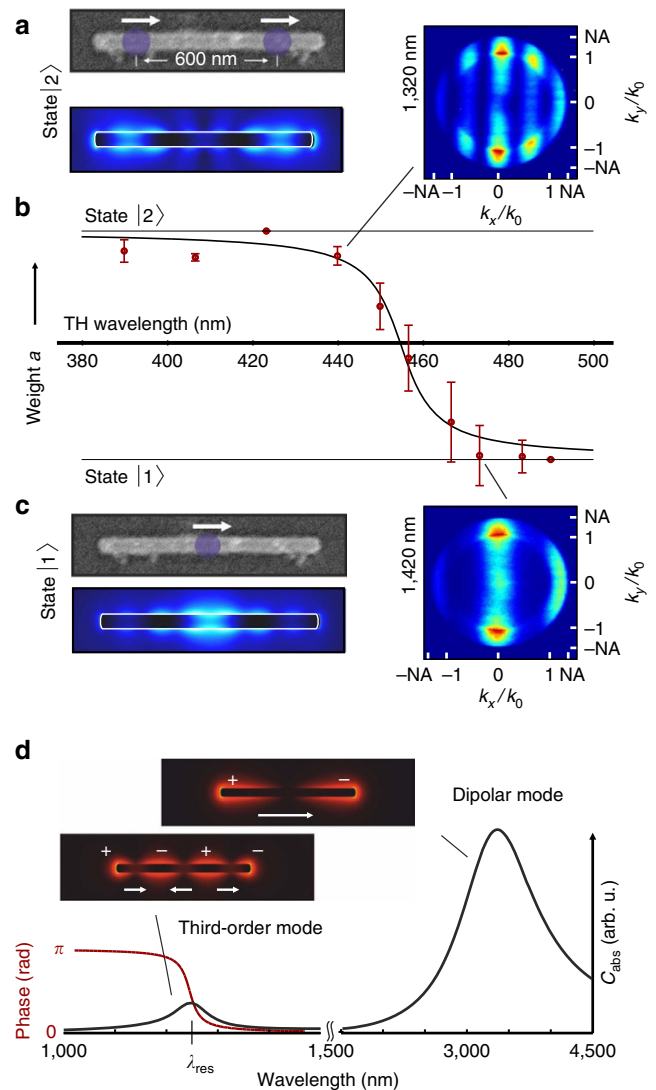 a
600 nm
State |2⟩
1,320 nm
NA
1
0
−1
−NA
k_y/k_0
−NA −1 0 1 NA
k_x/k_0
b
State |2⟩
Weight a
TH wavelength (nm)
380 400 420 440 460 480 500
State |1⟩
c
State |1⟩
1,420 nm
NA
1
0
−1
−NA
k_y/k_0
−NA −1 0 1 NA
k_x/k_0
d
+ −
Dipolar mode
+ − + −
Third-order mode
Phase (rad)
π
0
C_abs (arb. u.)
1,000 λ_res 1,500 3,000 4,500
Wavelength (nm)